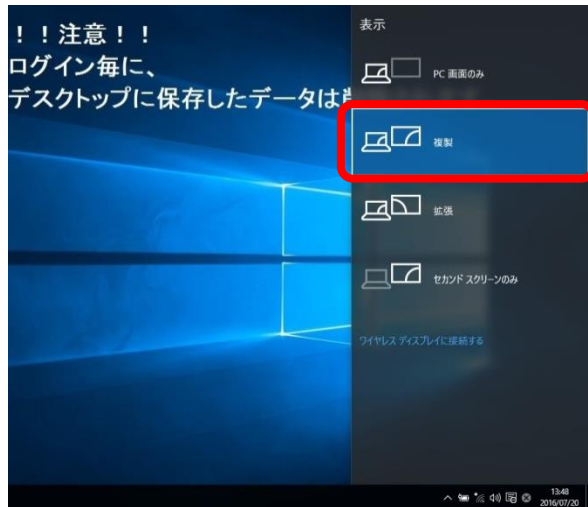 ！！注意！！
ログイン毎に、
デスクトップに保存したデータは
表示
PC 画面のみ
複製
拡張
セカンド スクリーンのみ
ワイヤレス ディスプレイに接続する
13:48
2016/07/20